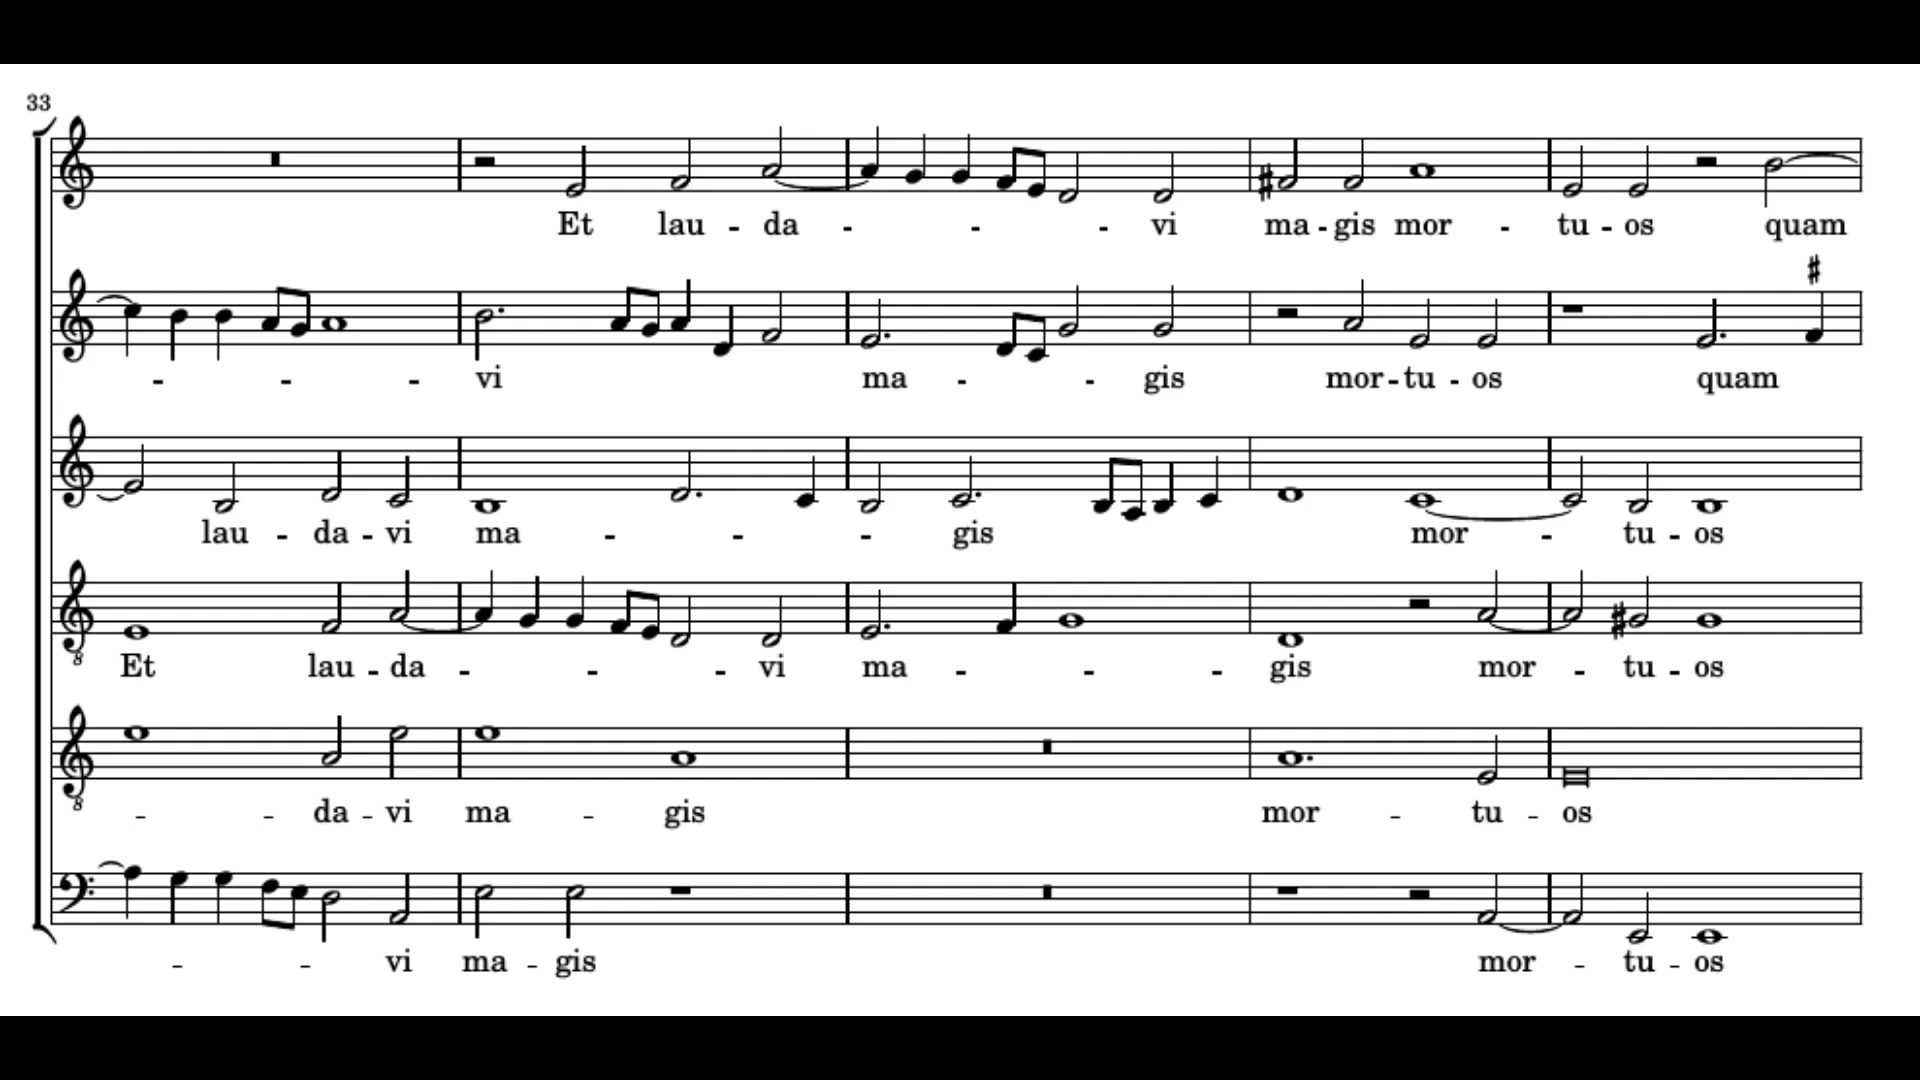 33
Et lau - da - - - vi ma - gis mor - tu - os quam
- - - vi ma - - gis mor - tu - os quam
lau - da - vi ma - - - gis mor - tu - os
8
Et lau - da - - - vi ma - - - gis mor - tu - os
8
- - da - vi ma - gis mor - tu - os
- - vi ma - gis mor - tu - os